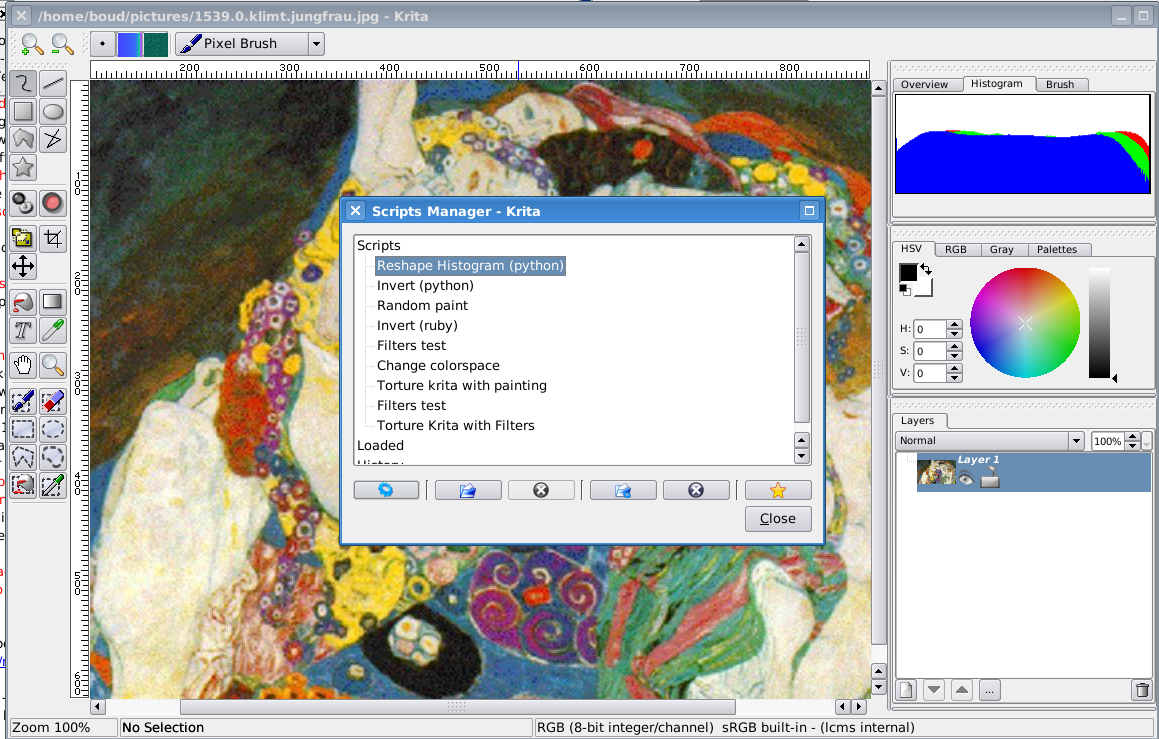 /home/boud/pictures/1539.0.klimt.jungfrau.jpg - Krita
Pixel Brush
200 300 400 500 600 700 800
Overview Histogram Brush
Scripts Manager - Krita
Scripts
Reshape Histogram (python)
Invert (python)
Random paint
Invert (ruby)
Filters test
Change colorspace
Torture krita with painting
Filters test
Torture Krita with Filters
Loaded
Close
HSV RGB Gray Palettes
H: 0
S: 0
V: 0
Layers
Normal 100%
Layer 1
...
Zoom 100% No Selection RGB (8-bit integer/channel) sRGB built-in - (lcms internal)